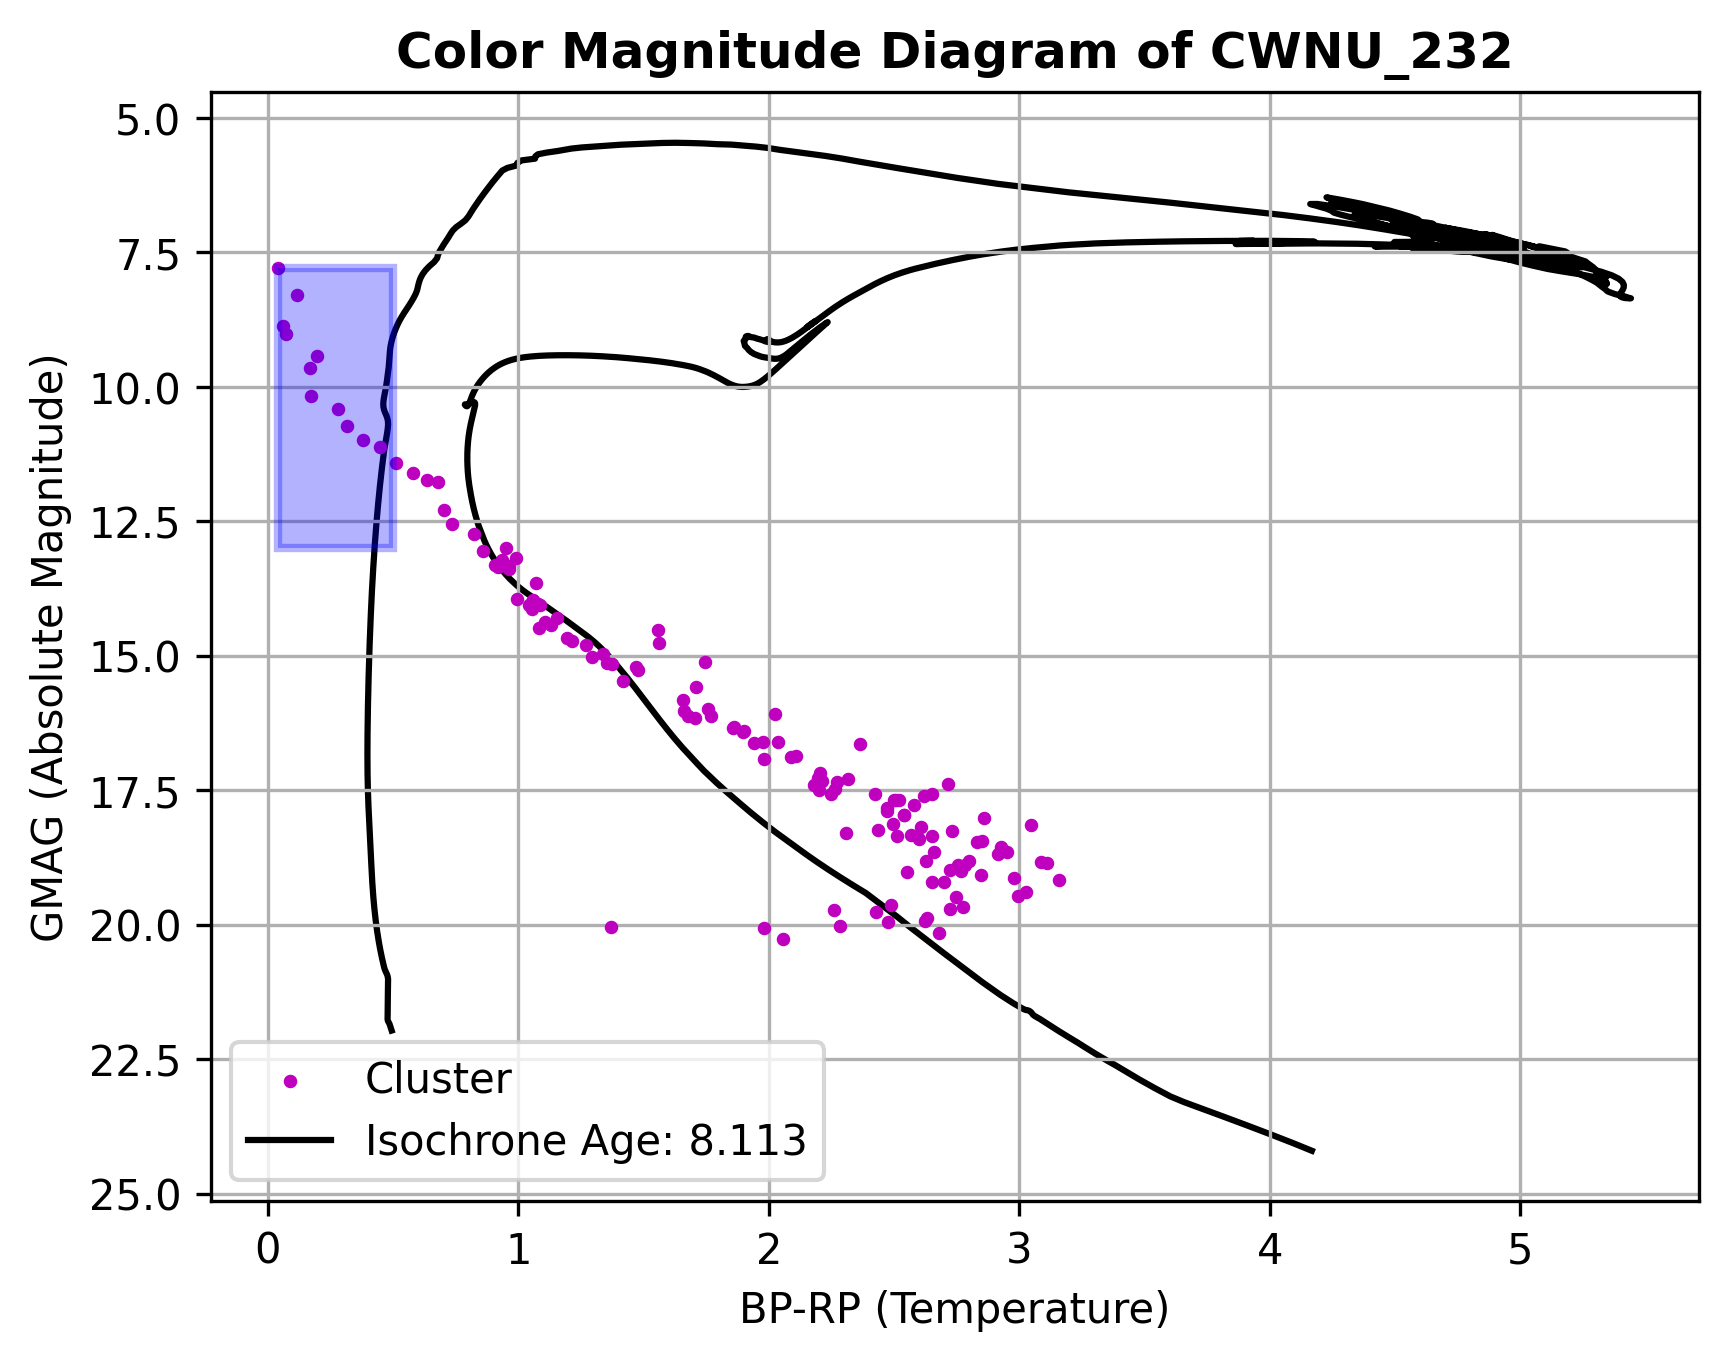 Color Magnitude Diagram of CWNU_232
GMAG (Absolute Magnitude)
5.0
7.5
10.0
12.5
15.0
17.5
20.0
22.5
25.0
Cluster
Isochrone Age: 8.113
0 1 2 3 4 5
BP-RP (Temperature)